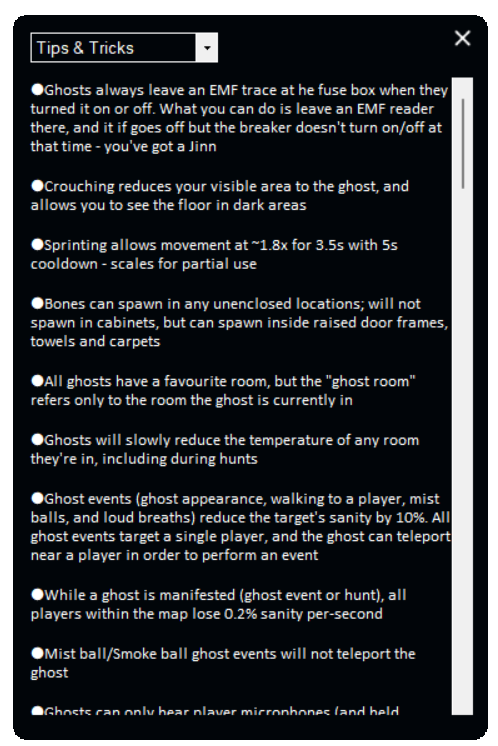 Tips & Tricks
●Ghosts always leave an EMF trace at he fuse box when they
turned it on or off. What you can do is leave an EMF reader
there, and it if goes off but the breaker doesn't turn on/off at
that time - you've got a Jinn
●Crouching reduces your visible area to the ghost, and
allows you to see the floor in dark areas
●Sprinting allows movement at ~1.8x for 3.5s with 5s
cooldown - scales for partial use
●Bones can spawn in any unenclosed locations; will not
spawn in cabinets, but can spawn inside raised door frames,
towels and carpets
●All ghosts have a favourite room, but the "ghost room"
refers only to the room the ghost is currently in
●Ghosts will slowly reduce the temperature of any room
they're in, including during hunts
●Ghost events (ghost appearance, walking to a player, mist
balls, and loud breaths) reduce the target's sanity by 10%. All
ghost events target a single player, and the ghost can teleport
near a player in order to perform an event
●While a ghost is manifested (ghost event or hunt), all
players within the map lose 0.2% sanity per-second
●Mist ball/Smoke ball ghost events will not teleport the
ghost
●Ghosts can only hear player microphones (and held